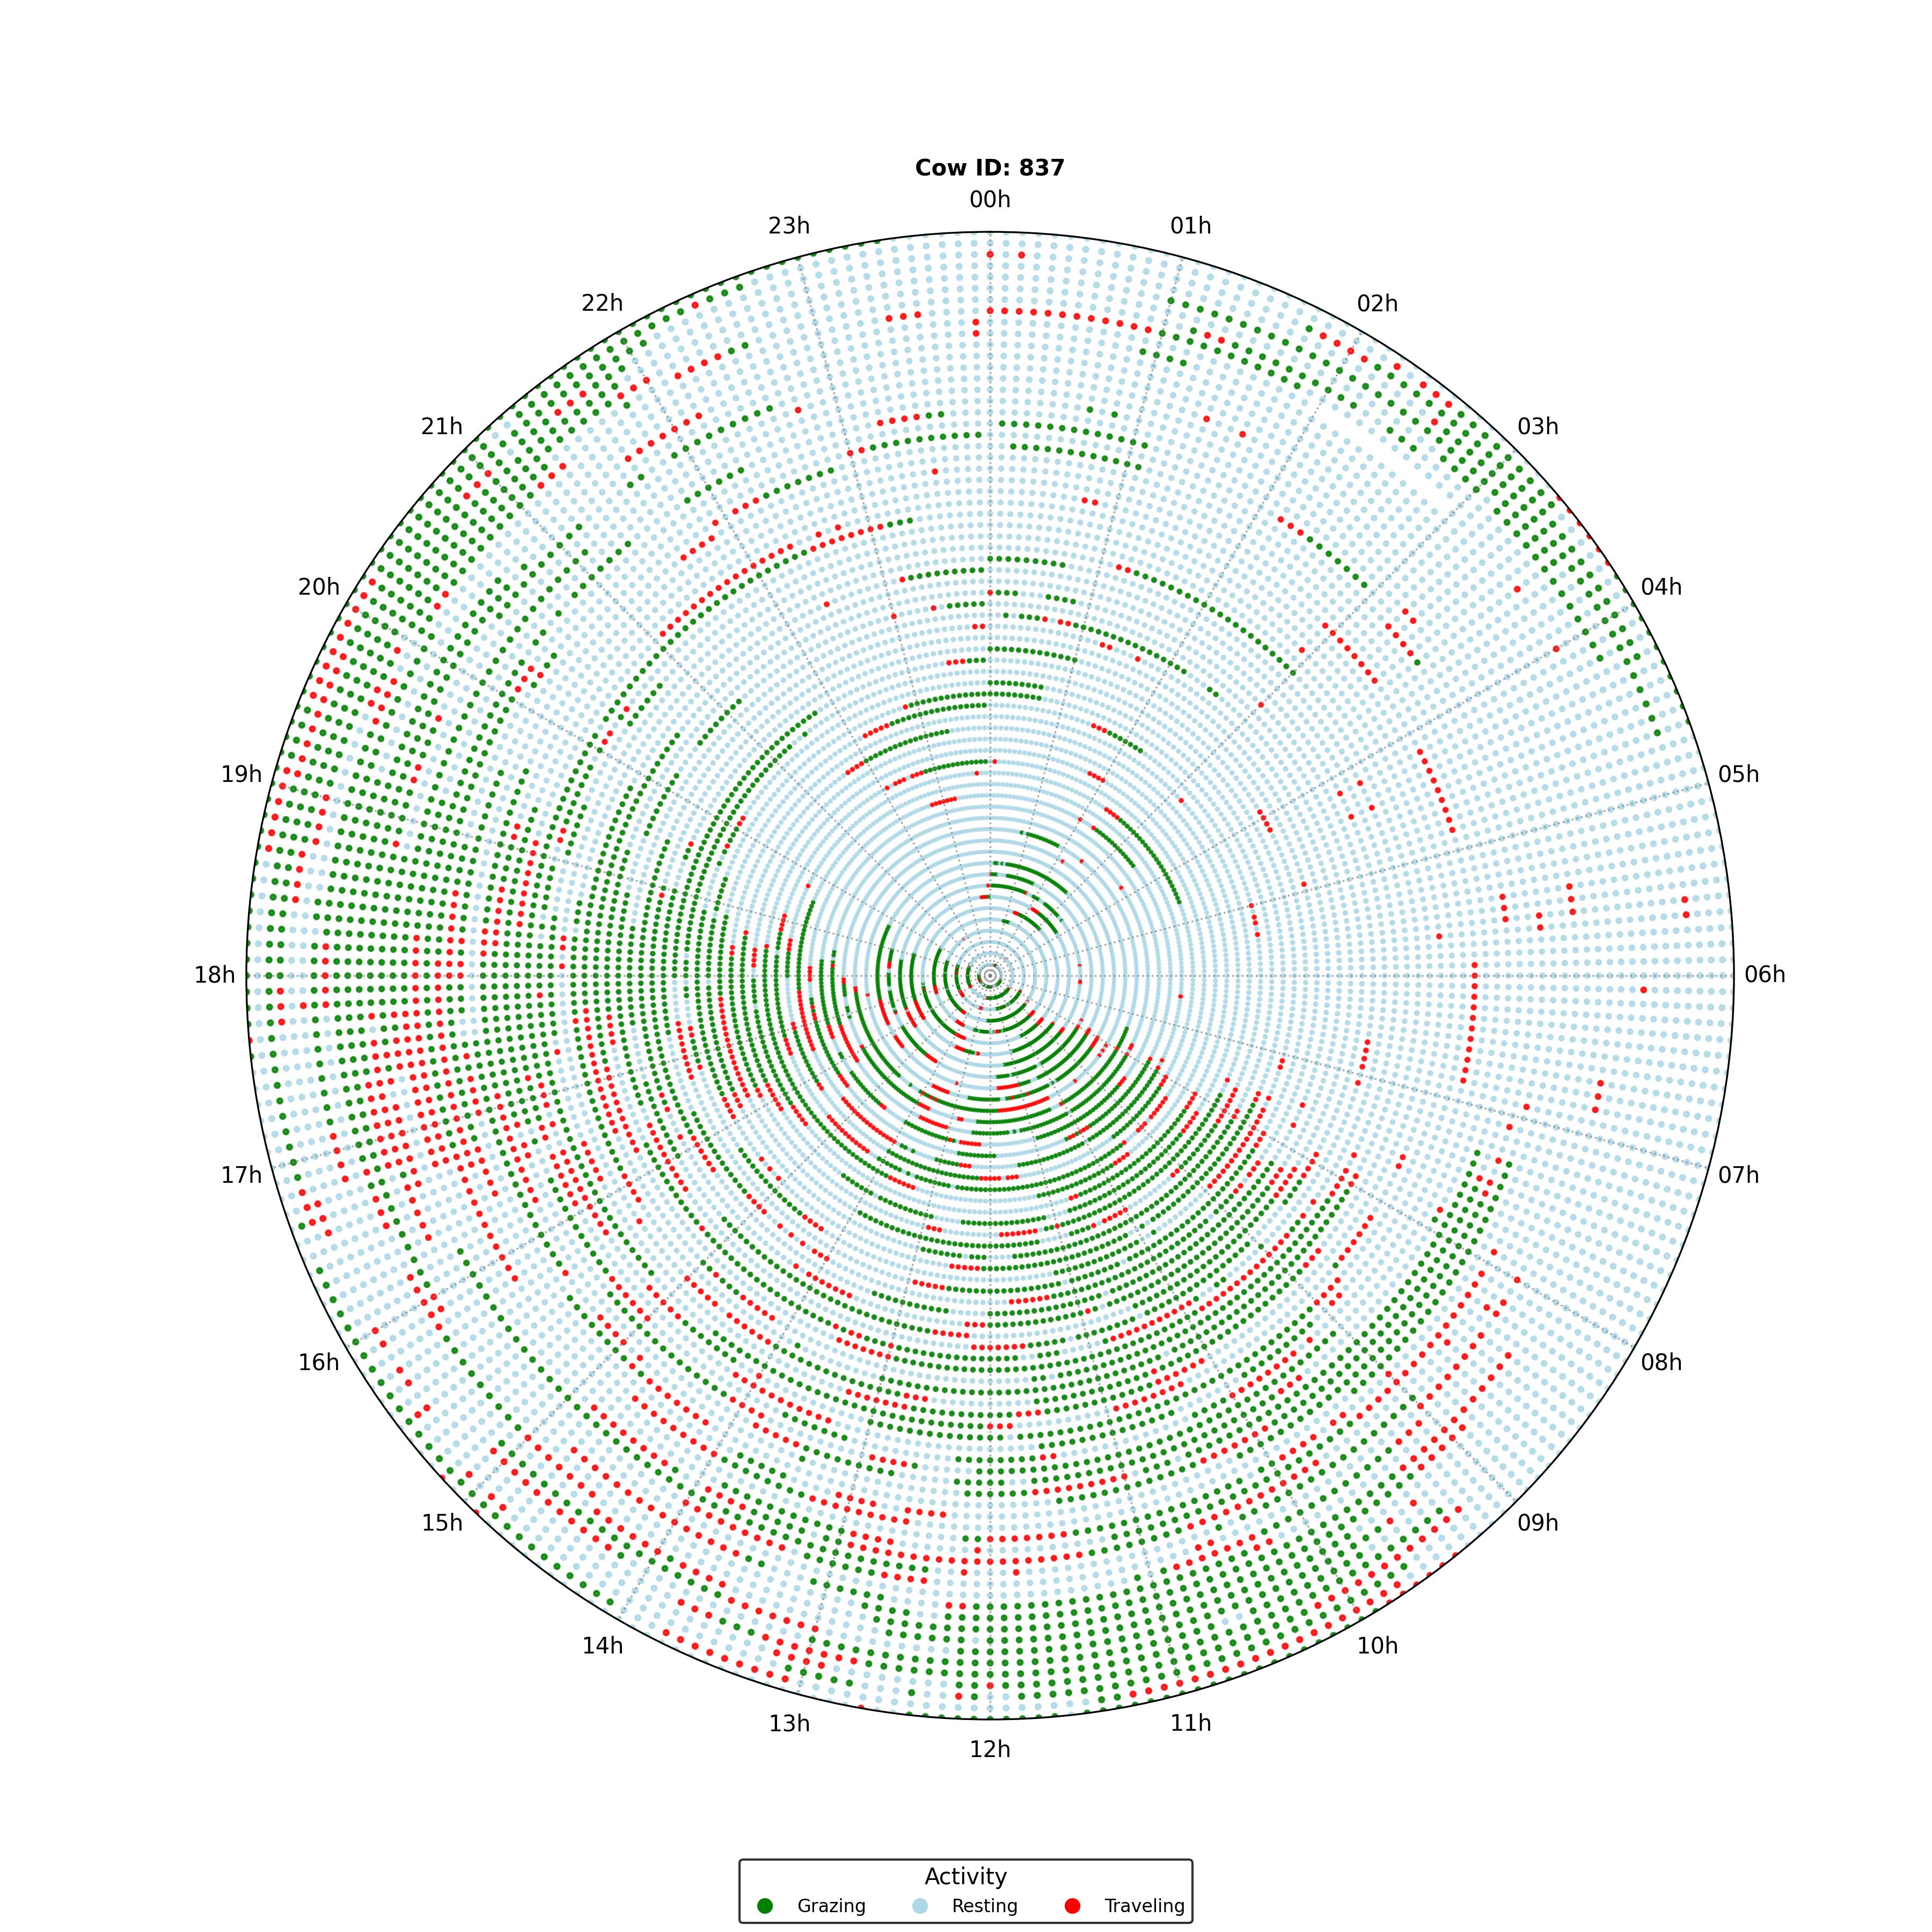 Cow ID: 837
00h
01h
02h
03h
04h
05h
06h
07h
08h
09h
10h
11h
12h
13h
14h
15h
16h
17h
18h
19h
20h
21h
22h
23h
Activity
Grazing Resting Traveling